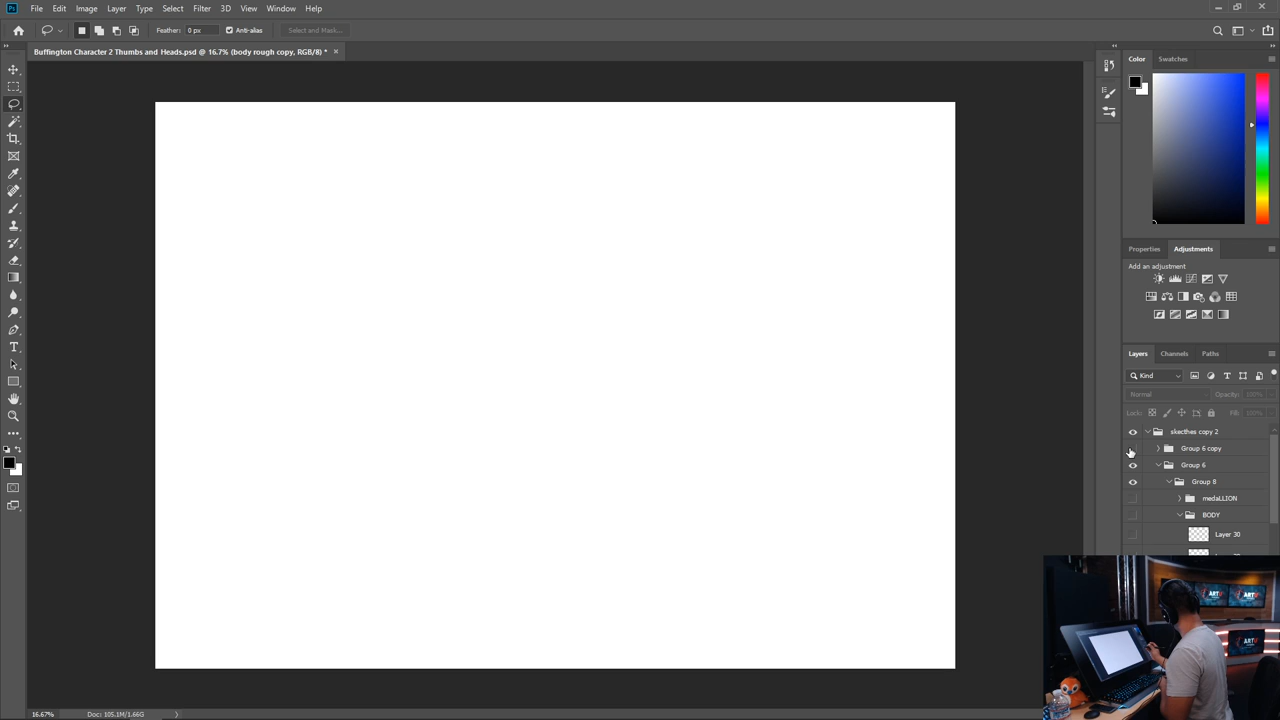 File Edit Image Layer Type Select Filter 3D View Window Help
Feather: 0 px Anti-alias Select and Mask...
Buffington Character 2 Thumbs and Heads.psd @ 16.7% (body rough copy, RGB/8) *
Color Swatches
Properties Adjustments
Add an adjustment
Layers Channels Paths
Kind
Normal Opacity: 100%
Lock: Fill: 100%
skecthes copy 2
Group 6 copy
Group 6
Group 8
medaLLION
BODY
Layer 30
16.67% Doc: 105.1M/1.66G